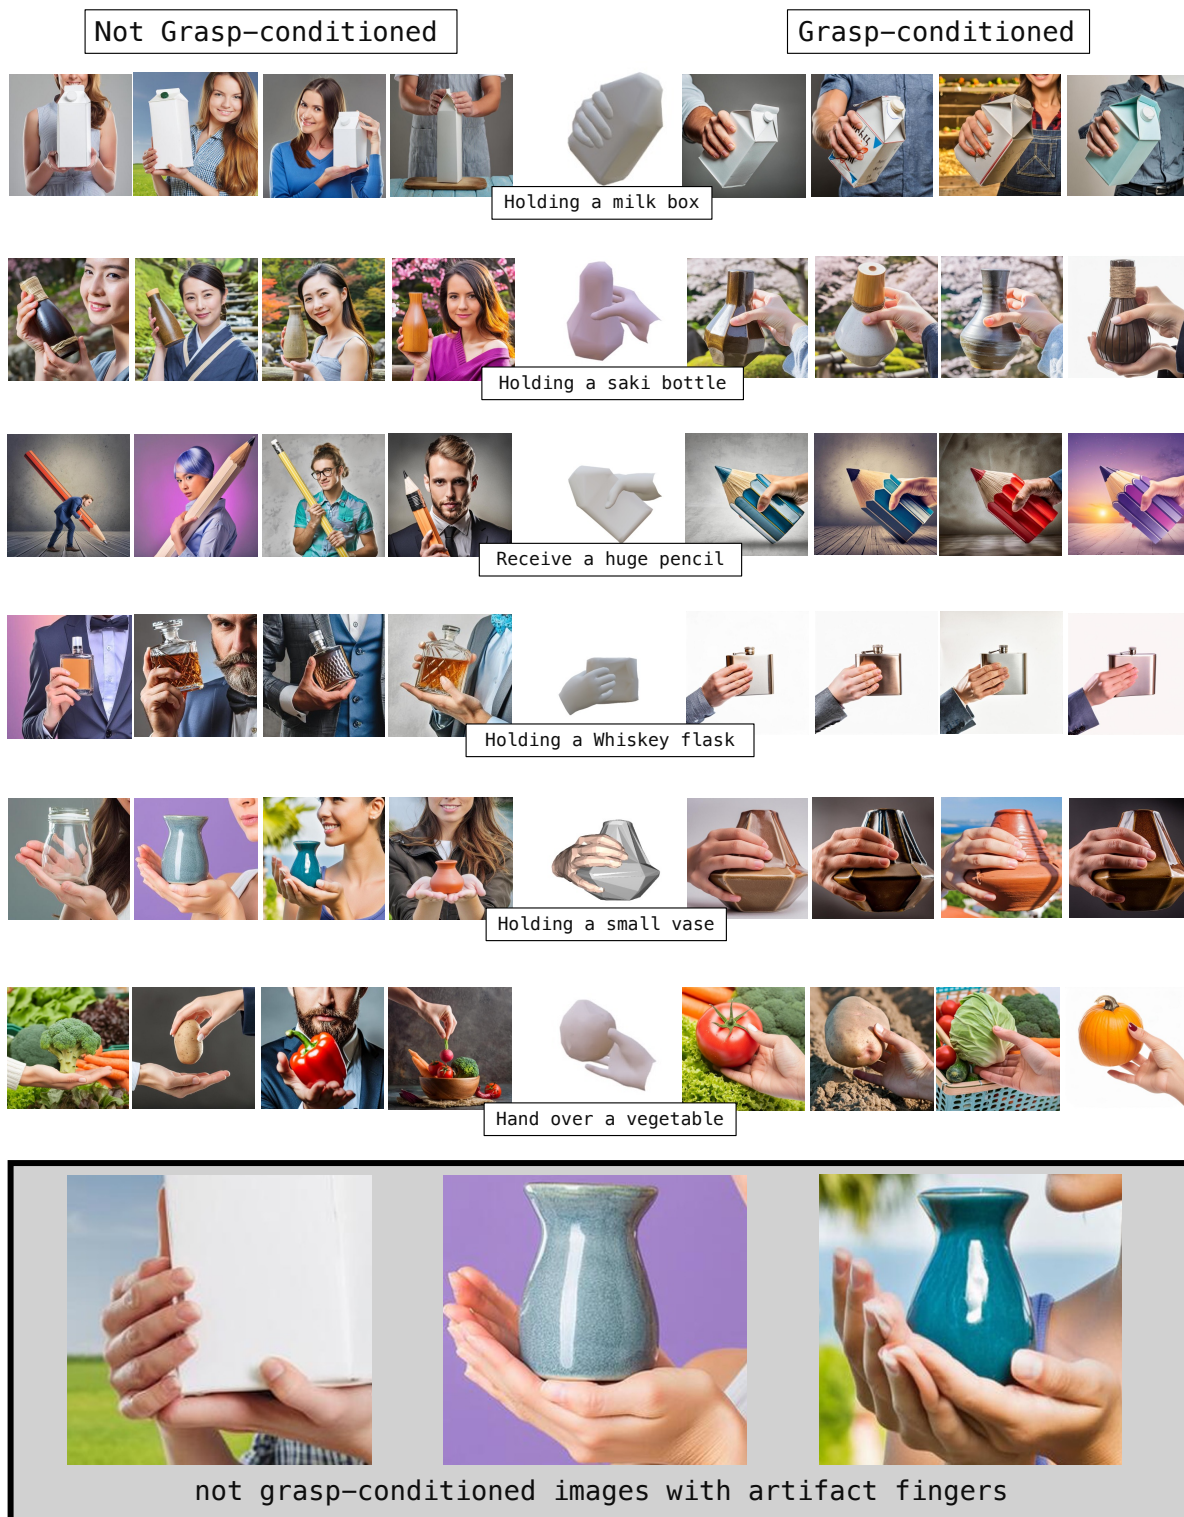 Not Grasp-conditioned
Grasp-conditioned
Holding a milk box
Holding a saki bottle
Receive a huge pencil
Holding a Whiskey flask
Holding a small vase
Hand over a vegetable
not grasp-conditioned images with artifact fingers